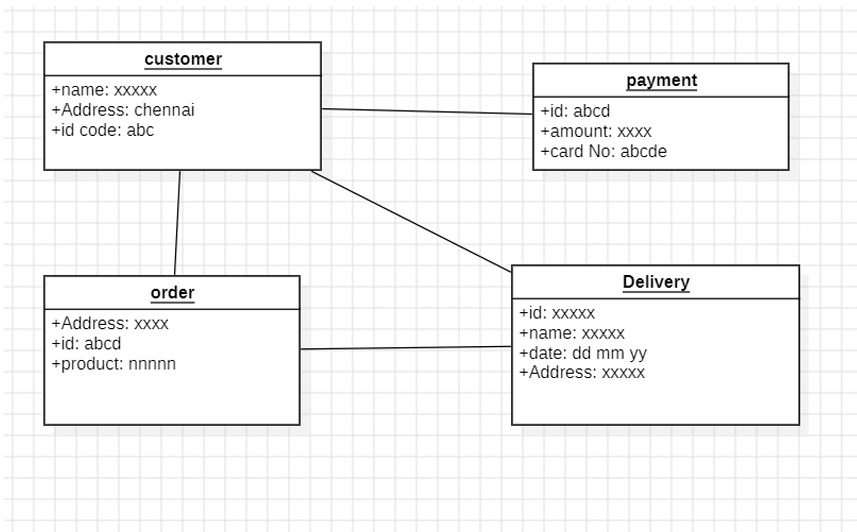 customer
+name: xxxxx
+Address: chennai
+id code: abc
payment
+id: abcd
+amount: xxxx
+card No: abcde
order
+Address: xxxx
+id: abcd
+product: nnnnn
Delivery
+id: xxxxx
+name: xxxxx
+date: dd mm yy
+Address: xxxxx